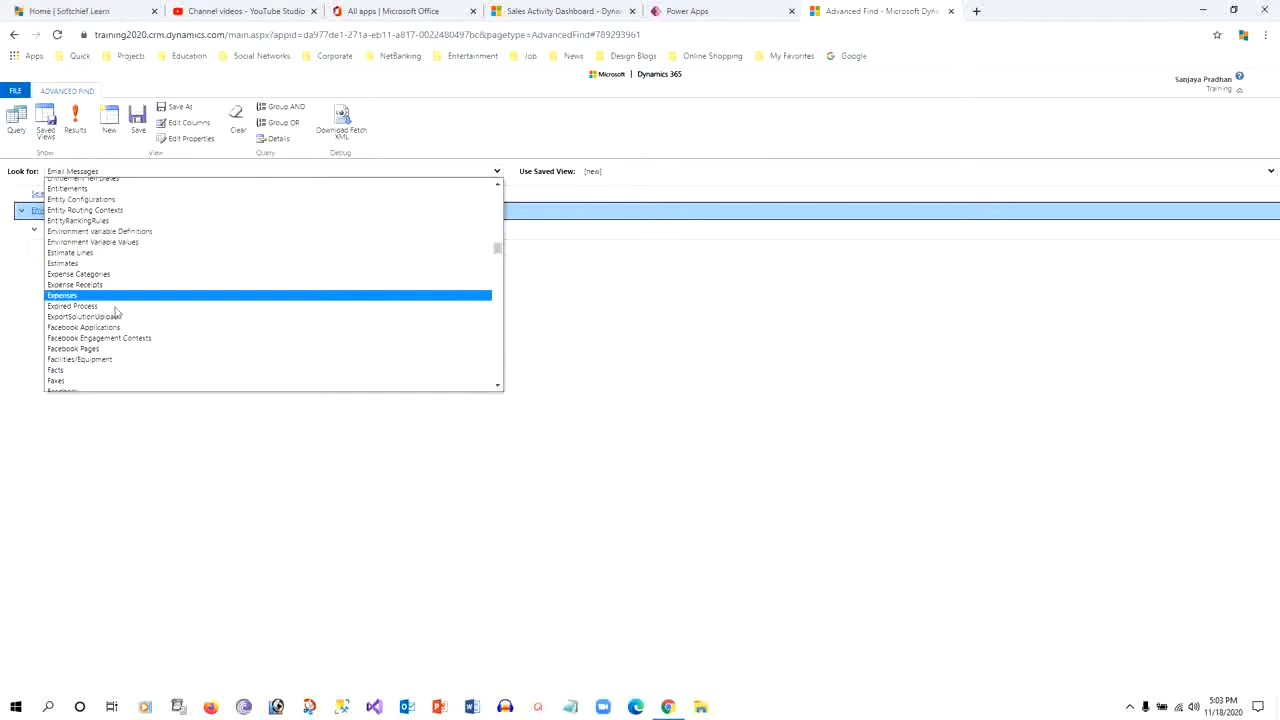 Home | Softchief Learn
Channel videos - YouTube Studio
All apps | Microsoft Office
Sales Activity Dashboard - Dynam
Power Apps
Advanced Find - Microsoft Dyna
training2020.crm.dynamics.com/main.aspx?appid=da977de1-271a-eb11-a817-0022480497bc&pagetype=AdvancedFind#789293961
Apps Quick Projects Education Social Networks Corporate NetBanking Entertainment Job News Design Blogs Online Shopping My Favorites Google
Microsoft | Dynamics 365
Sanjaya Pradhan
Training
FILE ADVANCED FIND
Query
Saved Views
Results
New
Save
Save As
Edit Columns
Edit Properties
Clear
Group AND
Group OR
Details
Download Fetch XML
Show View Query Debug
Look for: Email Messages
Use Saved View: [new]
Entitlement Templates
Entitlements
Entity Configurations
Entity Routing Contexts
EntityRankingRules
Environment Variable Definitions
Environment Variable Values
Estimate Lines
Estimates
Expense Categories
Expense Receipts
Expenses
Expired Process
ExportSolutionUpload
Facebook Applications
Facebook Engagement Contexts
Facebook Pages
Facilities/Equipment
Facts
Faxes
Feedback
5:03 PM
11/18/2020